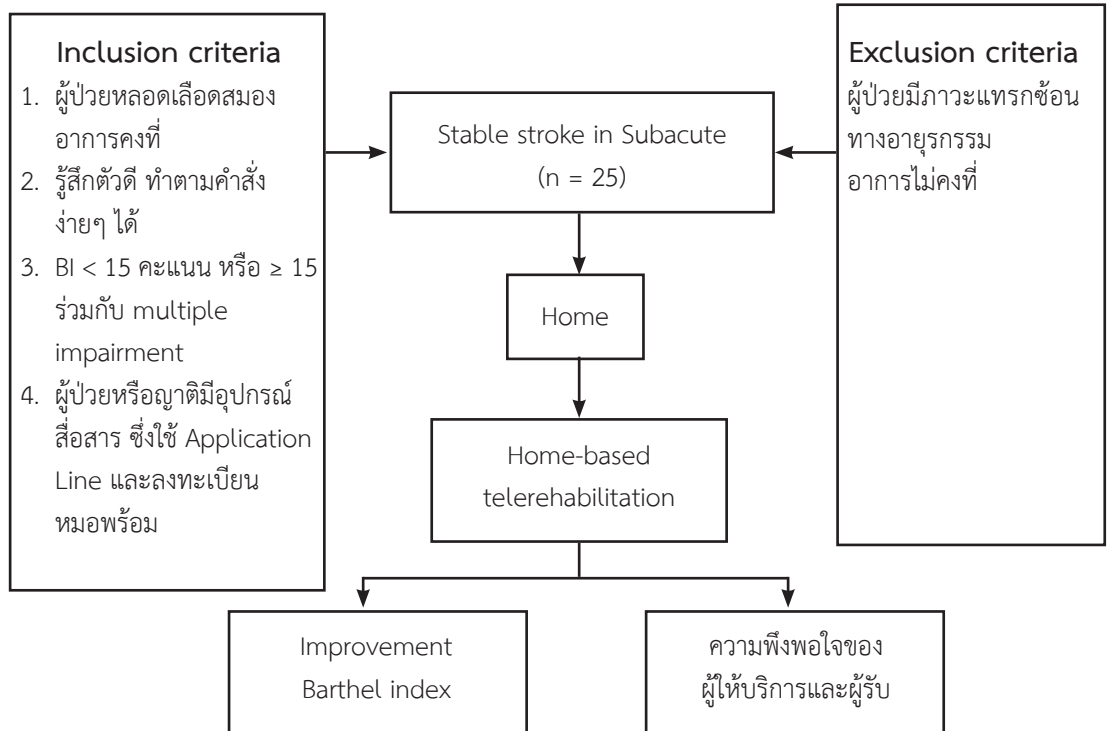 Inclusion criteria
1. ผู้ป่วยหลอดเลือดสมอง
อาการคงที่
2. รู้สึกตัวดี ทำตามคำสั่ง
ง่ายๆ ได้
3. BI < 15 คะแนน หรือ ≥ 15
ร่วมกับ multiple
impairment
4. ผู้ป่วยหรือญาติมีอุปกรณ์
สื่อสาร ซึ่งใช้ Application
Line และลงทะเบียน
หมอพร้อม
Stable stroke in Subacute
(n = 25)
Exclusion criteria
ผู้ป่วยมีภาวะแทรกซ้อน
ทางอายุรกรรม
อาการไม่คงที่
Home
Home-based
telerehabilitation
Improvement
Barthel index
ความพึงพอใจของ
ผู้ให้บริการและผู้รับ